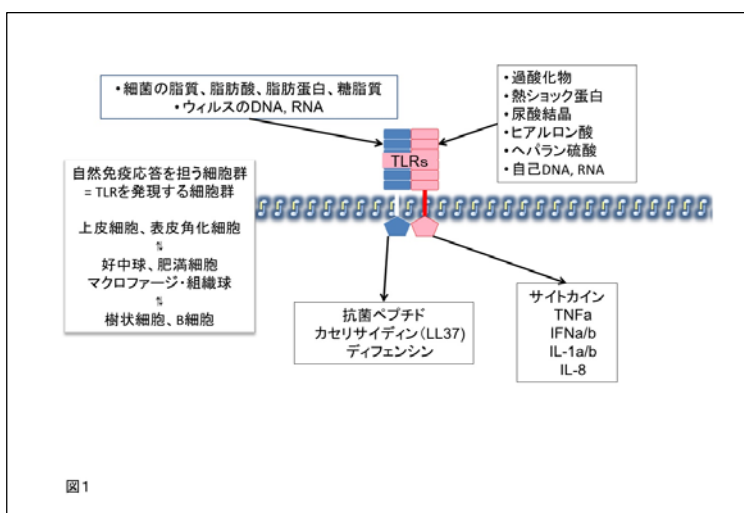 ・細菌の脂質、脂肪酸、脂肪蛋白、糖脂質
・ウィルスのDNA, RNA
・過酸化物
・熱ショック蛋白
・尿酸結晶
・ヒアルロン酸
・ヘパラン硫酸
・自己DNA, RNA
TLRs
自然免疫応答を担う細胞群
= TLRを発現する細胞群
上皮細胞、表皮角化細胞
⇅
好中球、肥満細胞
マクロファージ・組織球
⇅
樹状細胞、B細胞
抗菌ペプチド
カセリサイディン(LL37)
ディフェンシン
サイトカイン
TNFa
IFNa/b
IL-1a/b
IL-8
図1